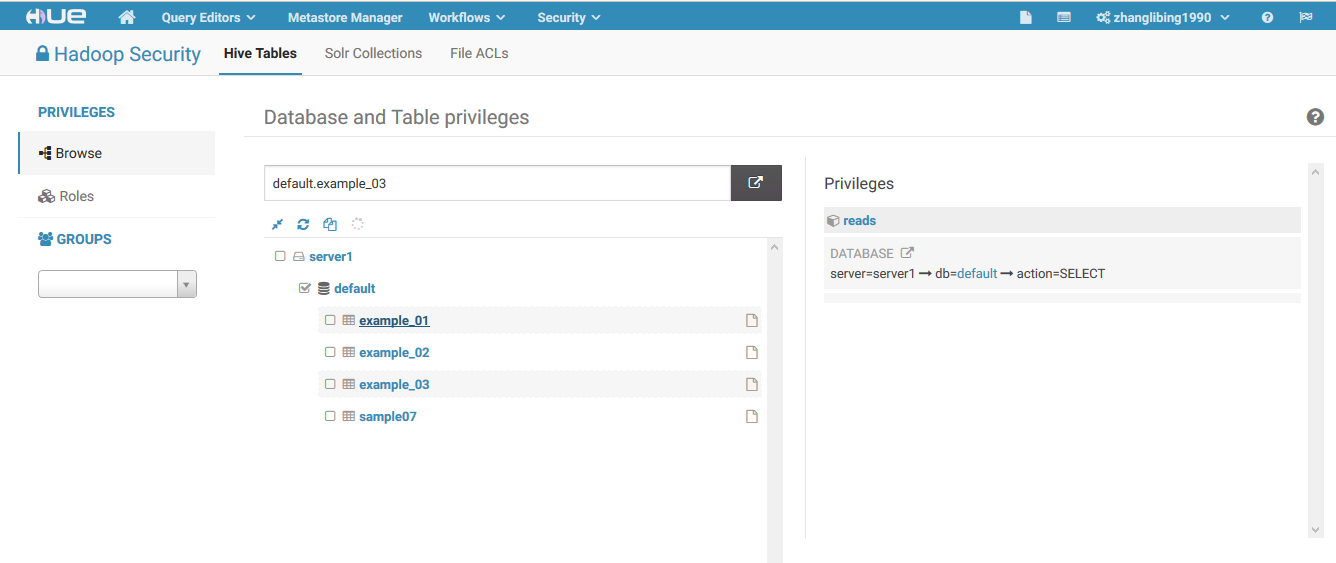 HUE Query Editors Metastore Manager Workflows Security zhanglibing1990
Hadoop Security Hive Tables Solr Collections File ACLs
PRIVILEGES
Browse
Roles
GROUPS
Database and Table privileges
default.example_03
server1
default
example_01
example_02
example_03
sample07
Privileges
reads
DATABASE
server=server1 → db=default → action=SELECT